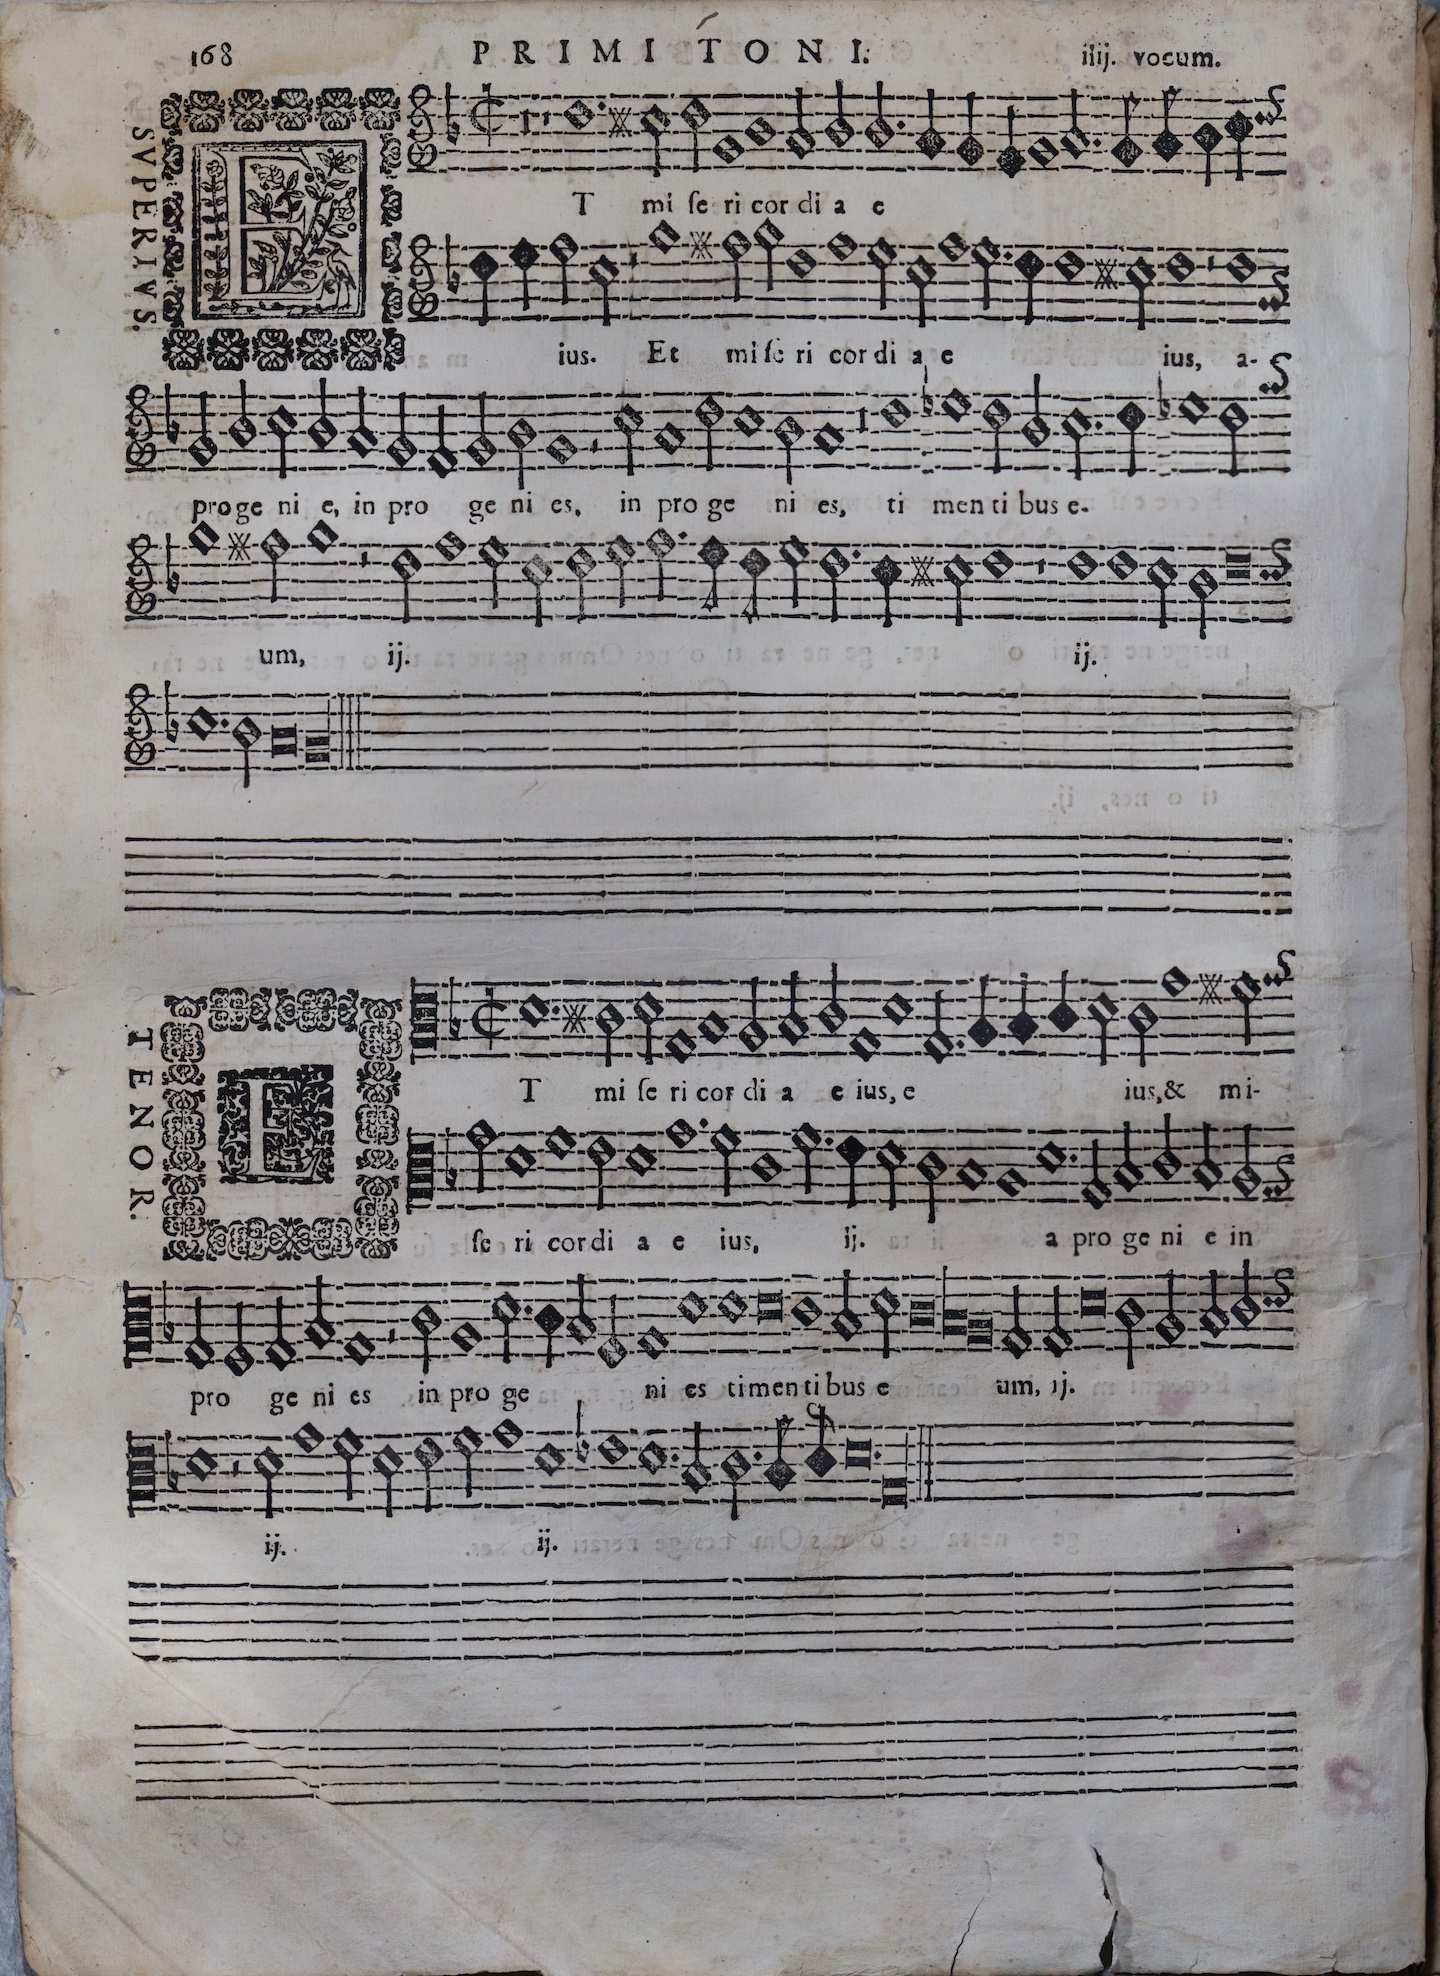 168 PRIMI TONI. iiij. vocum.
SVPERIVS.
ET mi ſe ri cor di a e
ius. Et mi ſe ri cor di a e ius, a-
proge ni e, in pro ge ni es, in pro ge ni es, ti men ti bus e-
um, ij. ij.
TENOR.
ET mi ſe ri cor di a e ius, e ius,& mi-
ſe ri cor di a e ius, ij. a pro ge ni e in
pro ge ni es in pro ge ni es timentibus e um, ij.
ij. ij.